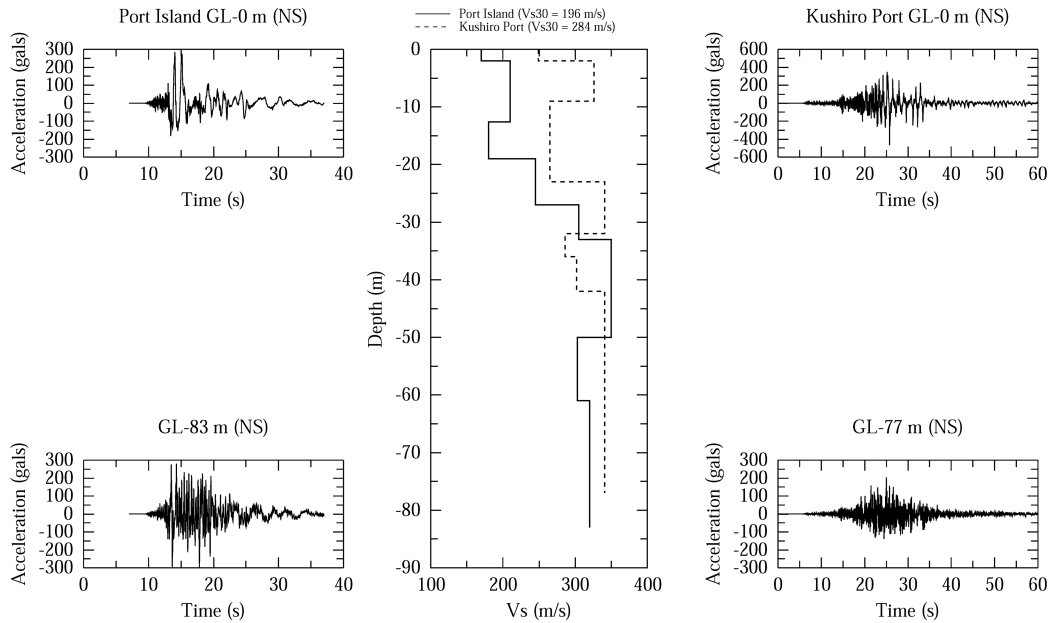 Port Island GL-0 m (NS)
Acceleration (gals)
300
200
100
0
-100
-200
-300
0 10 20 30 40
Time (s)
GL-83 m (NS)
Acceleration (gals)
300
200
100
0
-100
-200
-300
0 10 20 30 40
Time (s)
Port Island (Vs30 = 196 m/s)
Kushiro Port (Vs30 = 284 m/s)
Depth (m)
0
-10
-20
-30
-40
-50
-60
-70
-80
-90
100 200 300 400
Vs (m/s)
Kushiro Port GL-0 m (NS)
Acceleration (gals)
600
400
200
0
-200
-400
-600
0 10 20 30 40 50 60
Time (s)
GL-77 m (NS)
Acceleration (gals)
300
200
100
0
-100
-200
-300
0 10 20 30 40 50 60
Time (s)